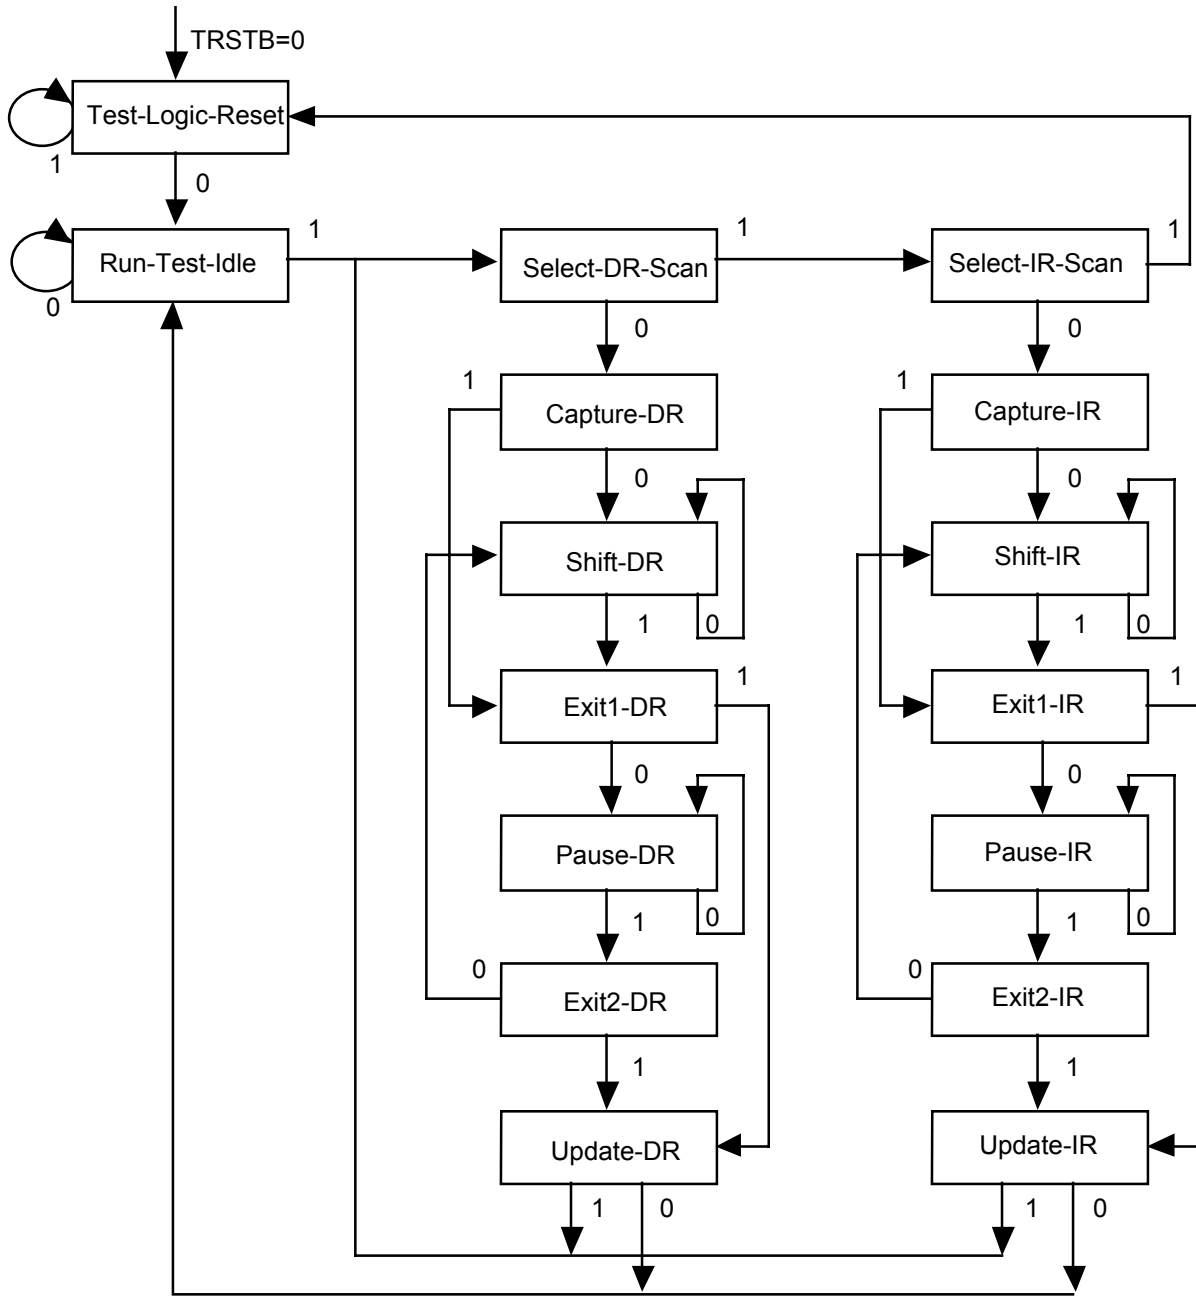 TRSTB=0
Test-Logic-Reset
1
0
Run-Test-Idle
0
1
Select-DR-Scan
1
Select-IR-Scan
1
0
0
1
Capture-DR
1
Capture-IR
0
0
Shift-DR
Shift-IR
1
0
1
0
Exit1-DR
1
Exit1-IR
1
0
0
Pause-DR
Pause-IR
1
0
1
0
0
Exit2-DR
0
Exit2-IR
1
1
Update-DR
Update-IR
1
0
1
0